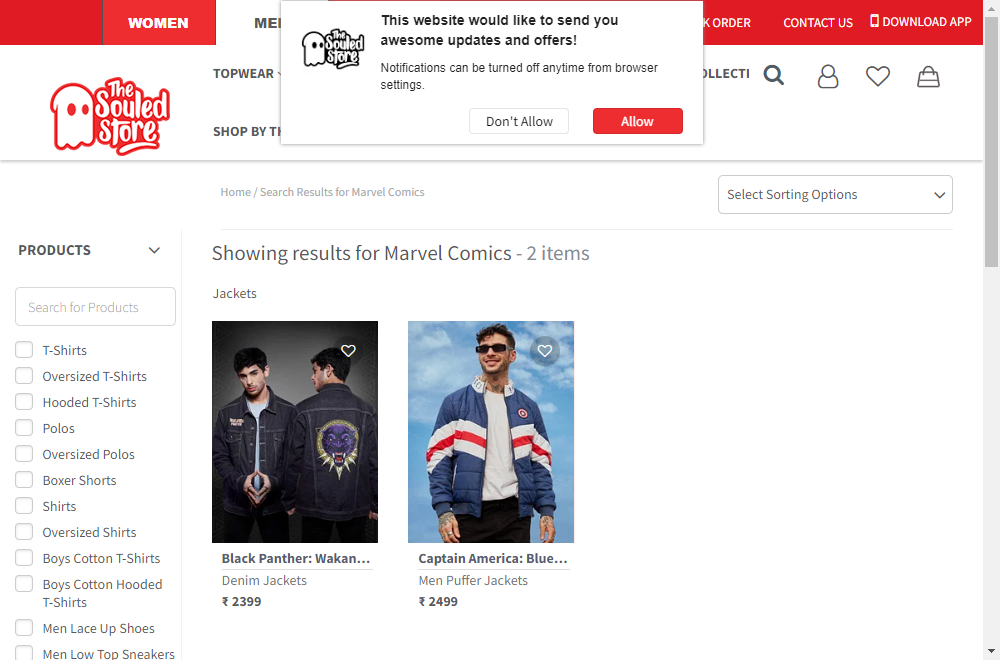 WOMEN
CONTACT US
DOWNLOAD APP
K ORDER
This website would like to send you
awesome updates and offers!
Notifications can be turned off anytime from browser
settings.
Don't Allow
Allow
The
Souled
Store
TOPWEAR
SHOP BY TH
OLLECTI
The
Souled
Store
Home / Search Results for Marvel Comics
Select Sorting Options
PRODUCTS
Search for Products
T-Shirts
Oversized T-Shirts
Hooded T-Shirts
Polos
Oversized Polos
Boxer Shorts
Shirts
Oversized Shirts
Boys Cotton T-Shirts
Boys Cotton Hooded
T-Shirts
Men Lace Up Shoes
Men Low Top Sneakers
Showing results for Marvel Comics - 2 items
Jackets
Black Panther: Wakan...
Denim Jackets
₹ 2399
Captain America: Blue...
Men Puffer Jackets
₹ 2499